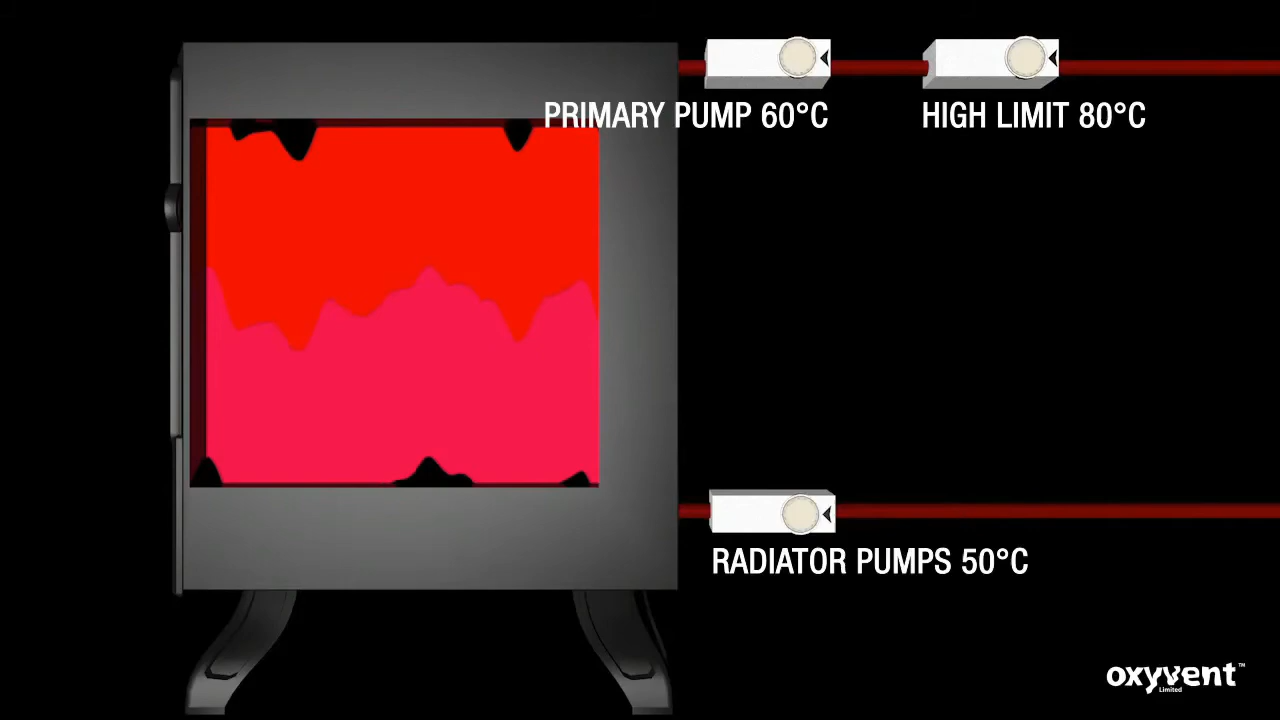 PRIMARY PUMP 60°C
HIGH LIMIT 80°C
RADIATOR PUMPS 50°C
oxyvent™
Limited